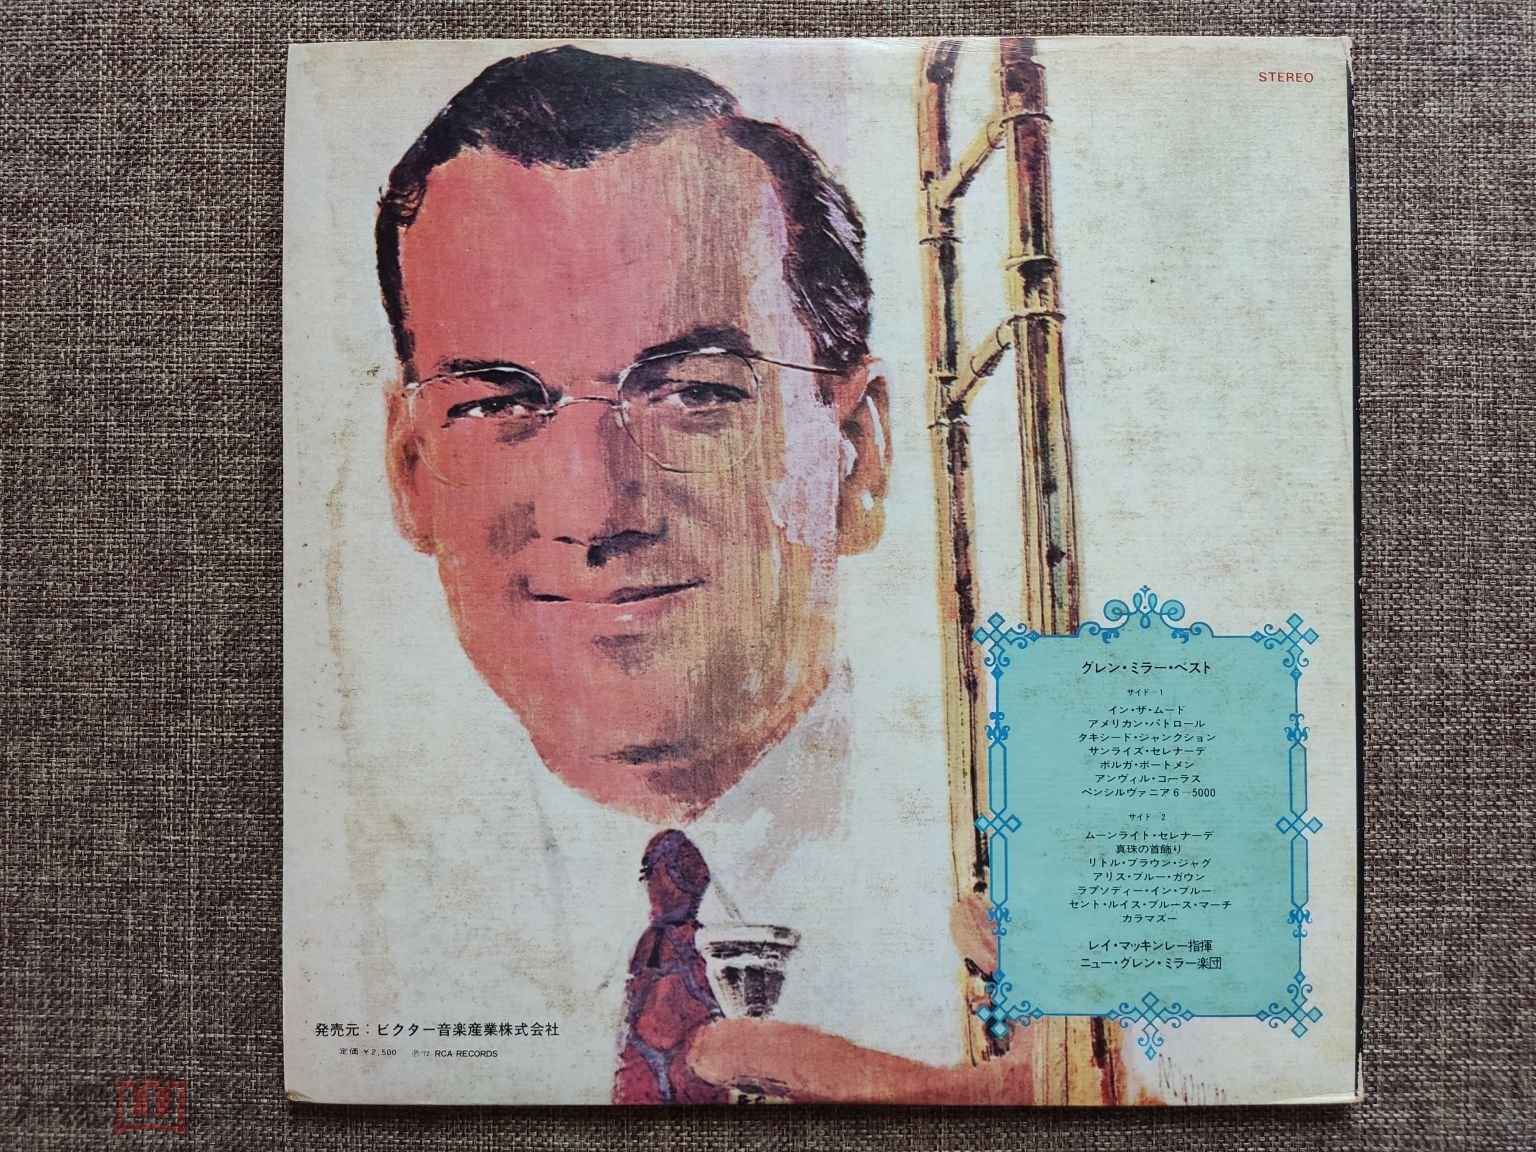 STEREO
グレン・ミラー・ベスト
サイド—1
イン・ザ・ムード
アメリカン・パトロール
タキシード・ジャンクション
サンライズ・セレナーデ
ボルガ・ボートメン
アンヴィル・コーラス
ペンシルヴァニア6—5000
サイド—2
ムーンライト・セレナーデ
真珠の首飾り
リトル・ブラウン・ジャグ
アリス・ブルー・ガウン
ラプソディー・イン・ブルー
セント・ルイス・ブルース・マーチ
カラマズー
レイ・マッキンレー指揮
ニュー・グレン・ミラー楽団
発売元：ビクター音楽産業株式会社
定価 ¥2,500 Ⓟ'72 RCA RECORDS